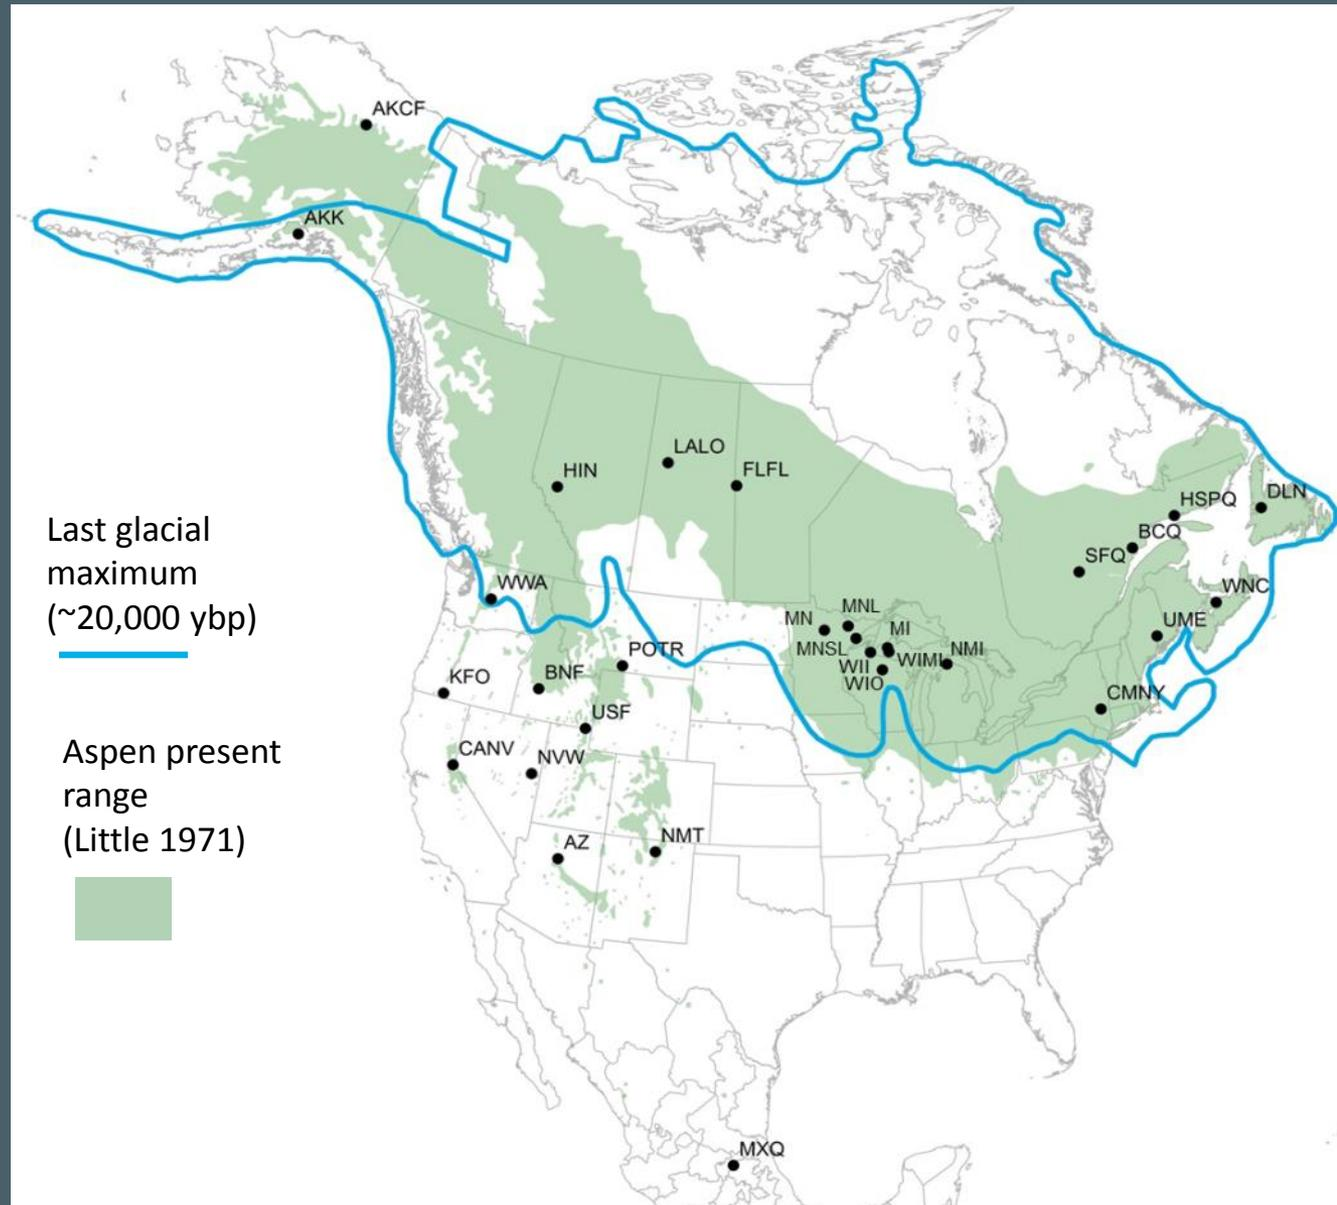 AKCF
AKK
LALO
HIN
FLFL
HSPQ
DLN
BCQ
SFQ
WWA
WNC
MN
MNL
MI
UME
MNSL
WII
WIMI
NMI
WIO
POTR
KFO
BNF
CMNY
USF
CANV
NVW
AZ
NMT
MXQ
Last glacial
maximum
(~20,000 ybp)
Aspen present
range
(Little 1971)